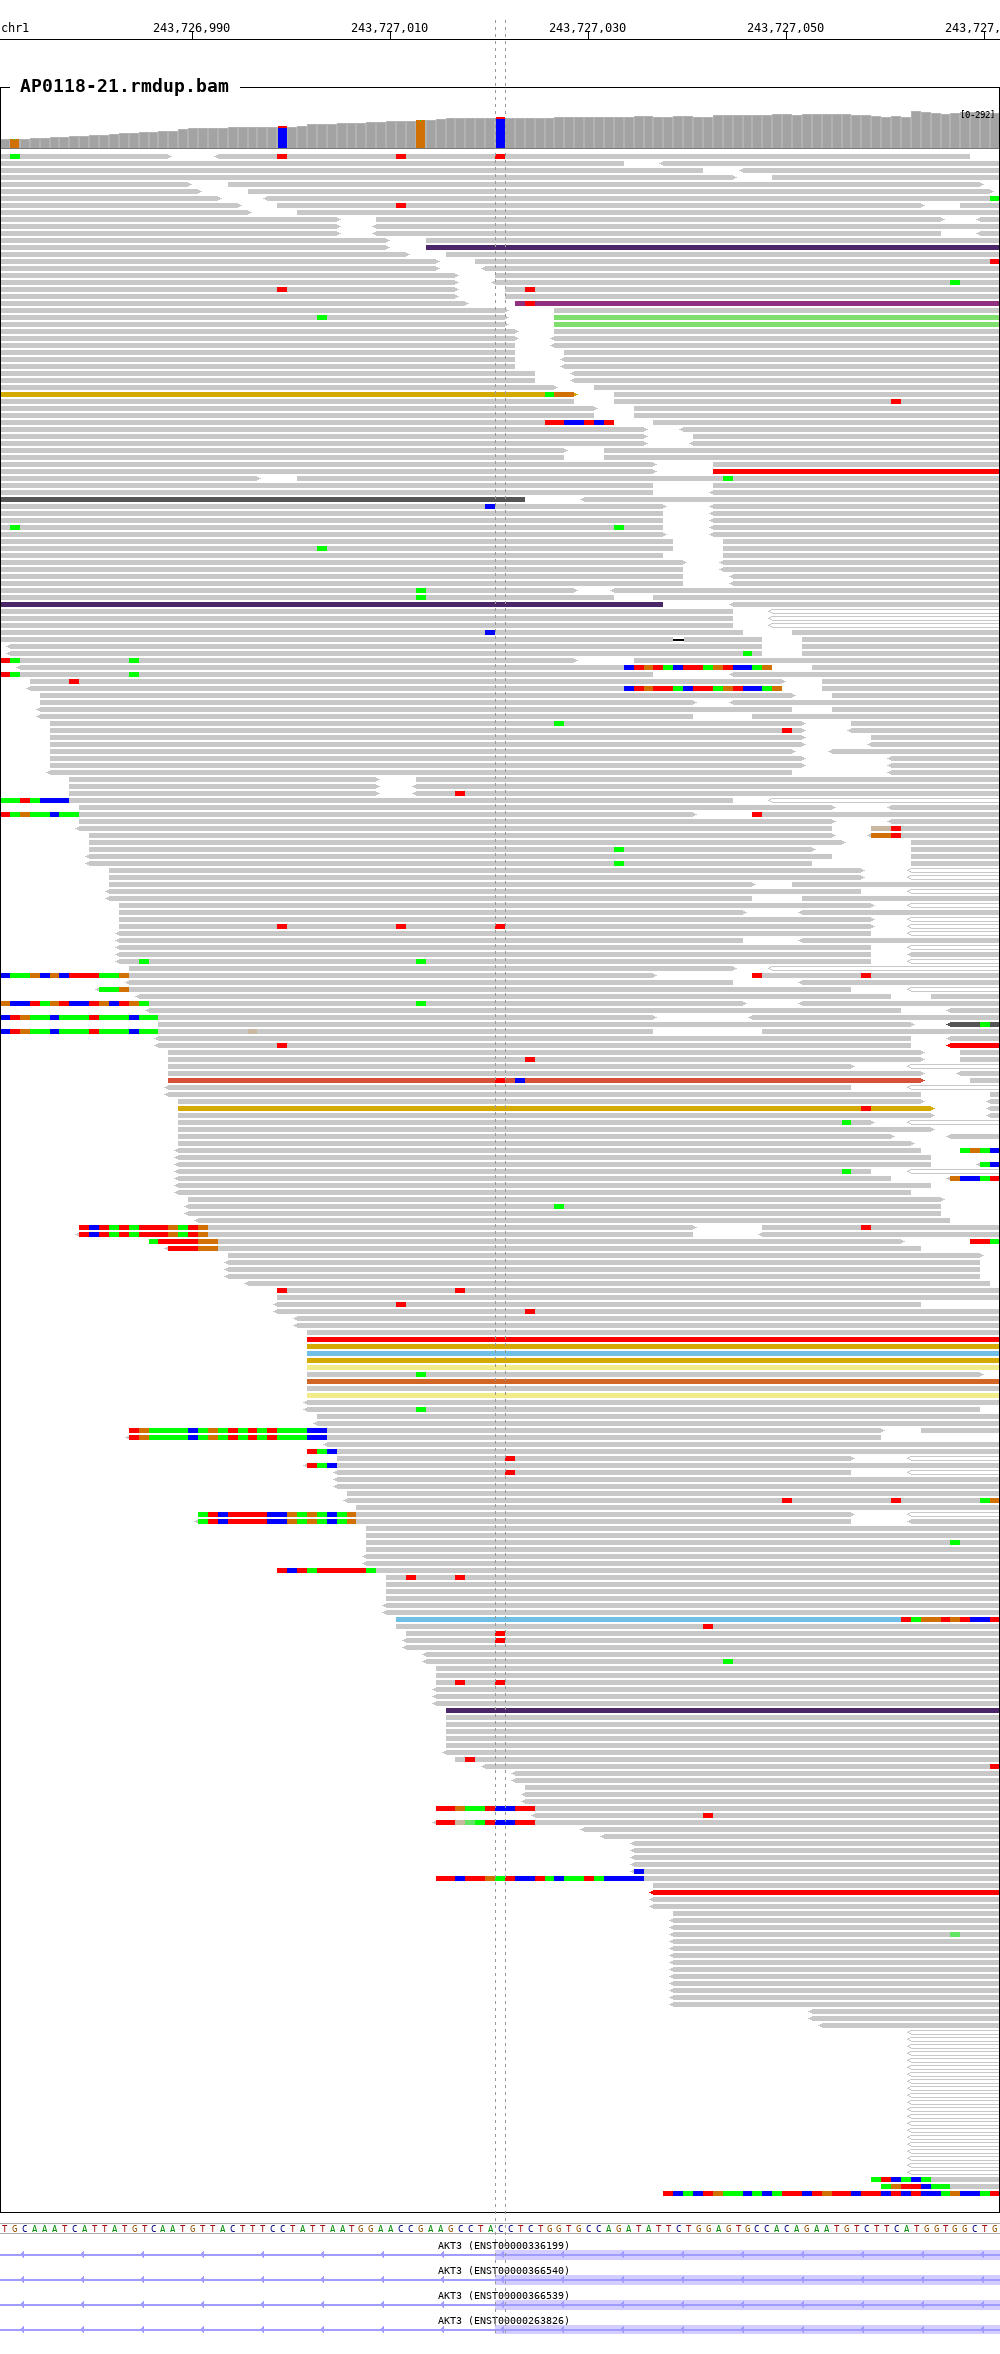 chr1 243,726,990 243,727,010 243,727,030 243,727,050 243,727,
AP0118-21.rmdup.bam
[0-292]
T G C A A A T C A T T A T G T C A A T G T T A C T T T C C T A T T A A T G G A A C C G A A G C C T A C C T C T G G T G C C A G A T A T T C T G G A G T G C C A C A G A A T G T C T T C A T G G T G G C T G
AKT3 (ENST00000336199)
AKT3 (ENST00000366540)
AKT3 (ENST00000366539)
AKT3 (ENST00000263826)